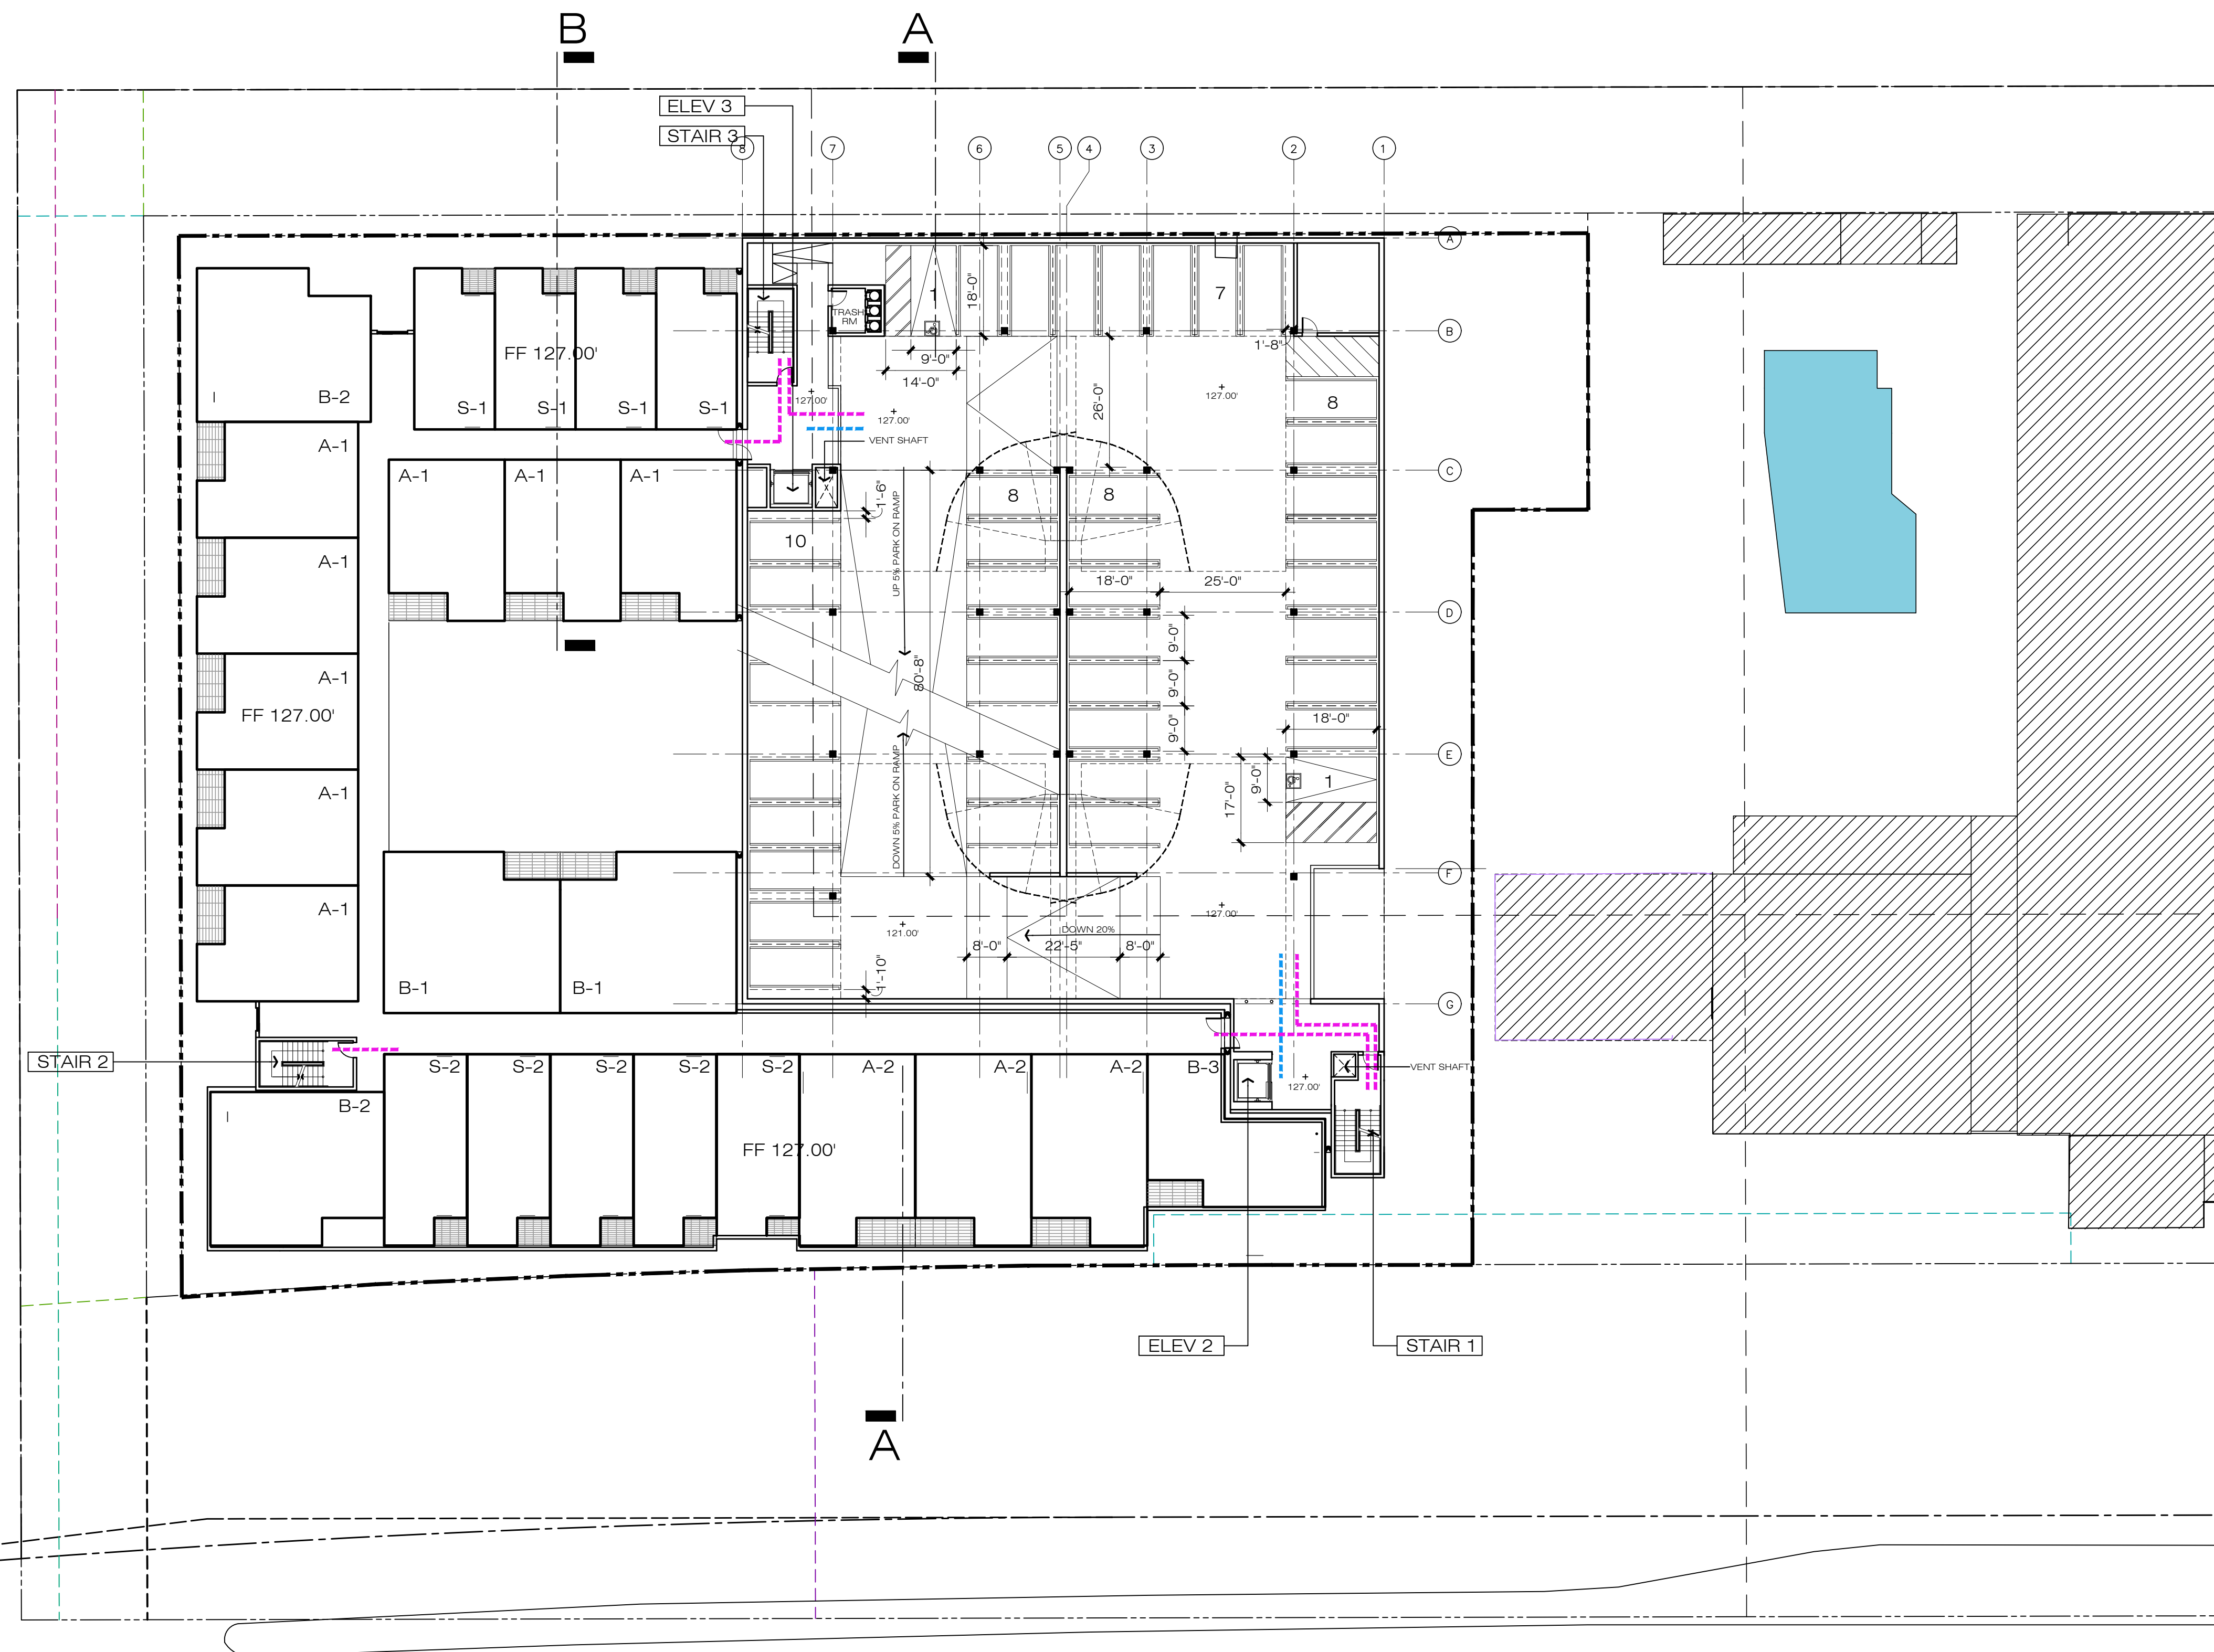 B
A
ELEV 3
STAIR 3
8
7
6
5
4
3
2
1
A
1
18'-0"
7
TRASH
RM
B
FF 127.00'
9'-0"
1'-8"
14'-0"
B-2
S-1
S-1
S-1
S-1
127.00'
127.00'
26'-0"
127.00'
8
VENT SHAFT
A-1
A-1
A-1
A-1
C
1'-6"
8
8
10
UP 5% PARK ON RAMP
A-1
18'-0"
25'-0"
D
9'-0"
A-1
80'-8"
9'-0"
FF 127.00'
9'-0"
18'-0"
E
A-1
DOWN 5% PARK ON RAMP
17'-0"
9'-0"
1
F
A-1
127.00'
121.00'
DOWN 20%
8'-0"
22'-5"
8'-0"
1'-10"
B-1
B-1
G
STAIR 2
S-2
S-2
S-2
S-2
S-2
A-2
A-2
A-2
B-3
VENT SHAFT
127.00'
B-2
FF 127.00'
ELEV 2
STAIR 1
A